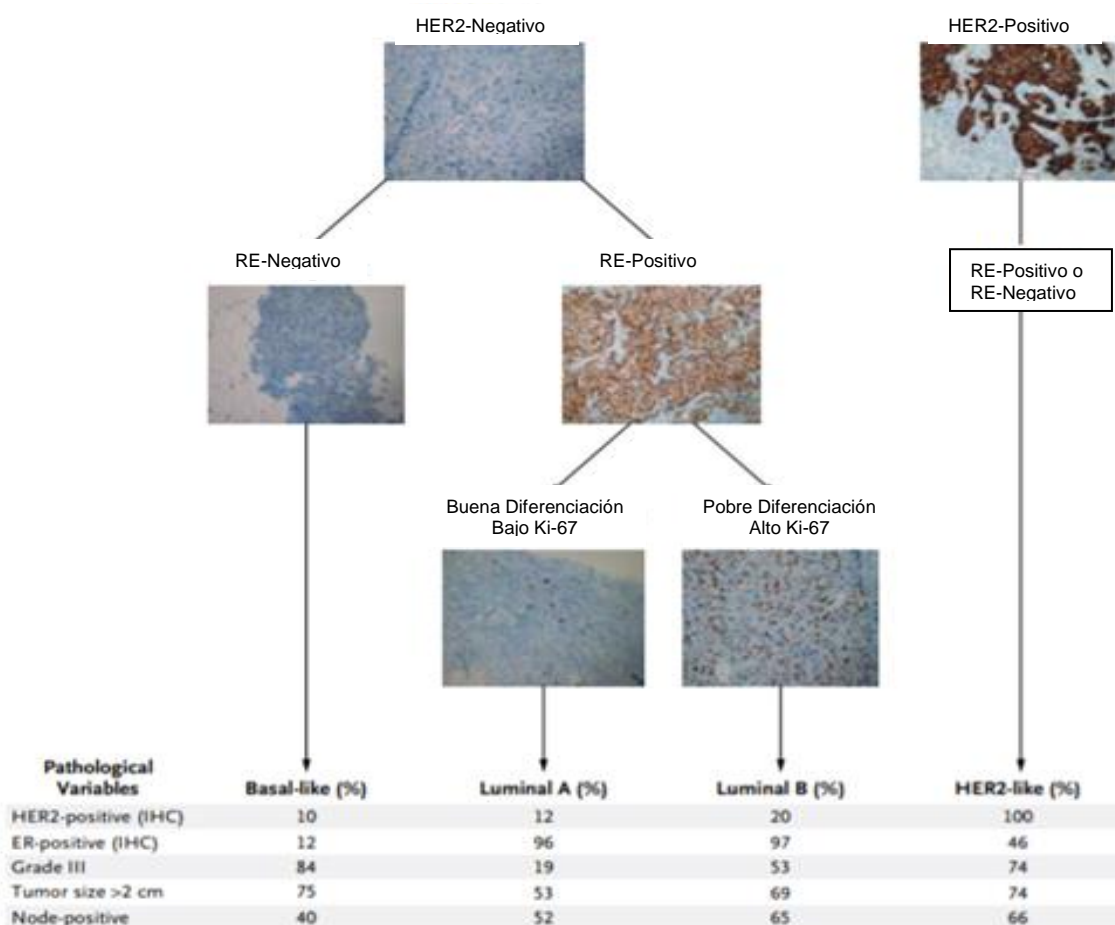 HER2-Negativo
HER2-Positivo
RE-Negativo
RE-Positivo
RE-Positivo o
RE-Negativo
Buena Diferenciación
Bajo Ki-67
Pobre Diferenciación
Alto Ki-67
Pathological
Variables Basal-like (%) Luminal A (%) Luminal B (%) HER2-like (%)
HER2-positive (IHC) 10 12 20 100
ER-positive (IHC) 12 96 97 46
Grade III 84 19 53 74
Tumor size >2 cm 75 53 69 74
Node-positive 40 52 65 66